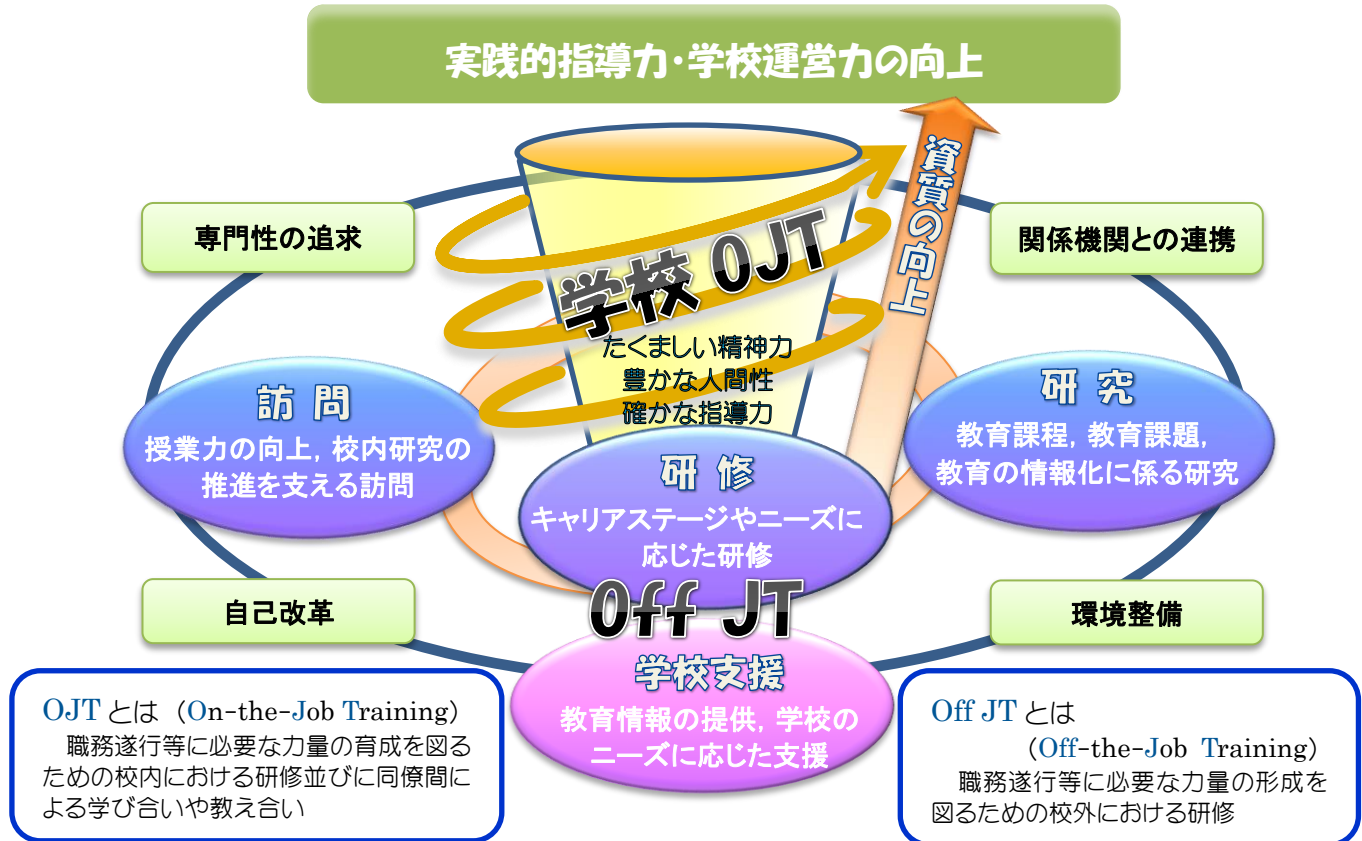 実践的指導力・学校運営力の向上
資質の向上
専門性の追求
関係機関との連携
学校 OJT
たくましい精神力
豊かな人間性
確かな指導力
訪 問
授業力の向上，校内研究の
推進を支える訪問
研 究
教育課程，教育課題，
教育の情報化に係る研究
研 修
キャリアステージやニーズに
応じた研修
自己改革
環境整備
Off JT
学校支援
教育情報の提供，学校の
ニーズに応じた支援
OJT とは （On-the-Job Training）
職務遂行等に必要な力量の育成を図る
ための校内における研修並びに同僚間に
よる学び合いや教え合い
Off JT とは
（Off-the-Job Training）
職務遂行等に必要な力量の形成を
図るための校外における研修